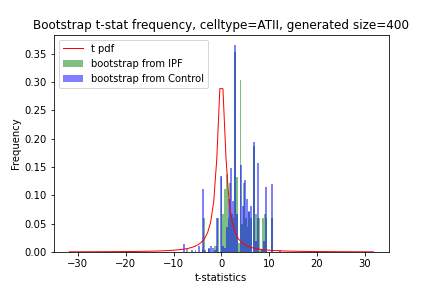 Bootstrap t-stat frequency, celltype=ATII, generated size=400
t pdf
bootstrap from IPF
bootstrap from Control
Frequency
0.35
0.30
0.25
0.20
0.15
0.10
0.05
0.00
−30 −20 −10 0 10 20 30
t-statistics